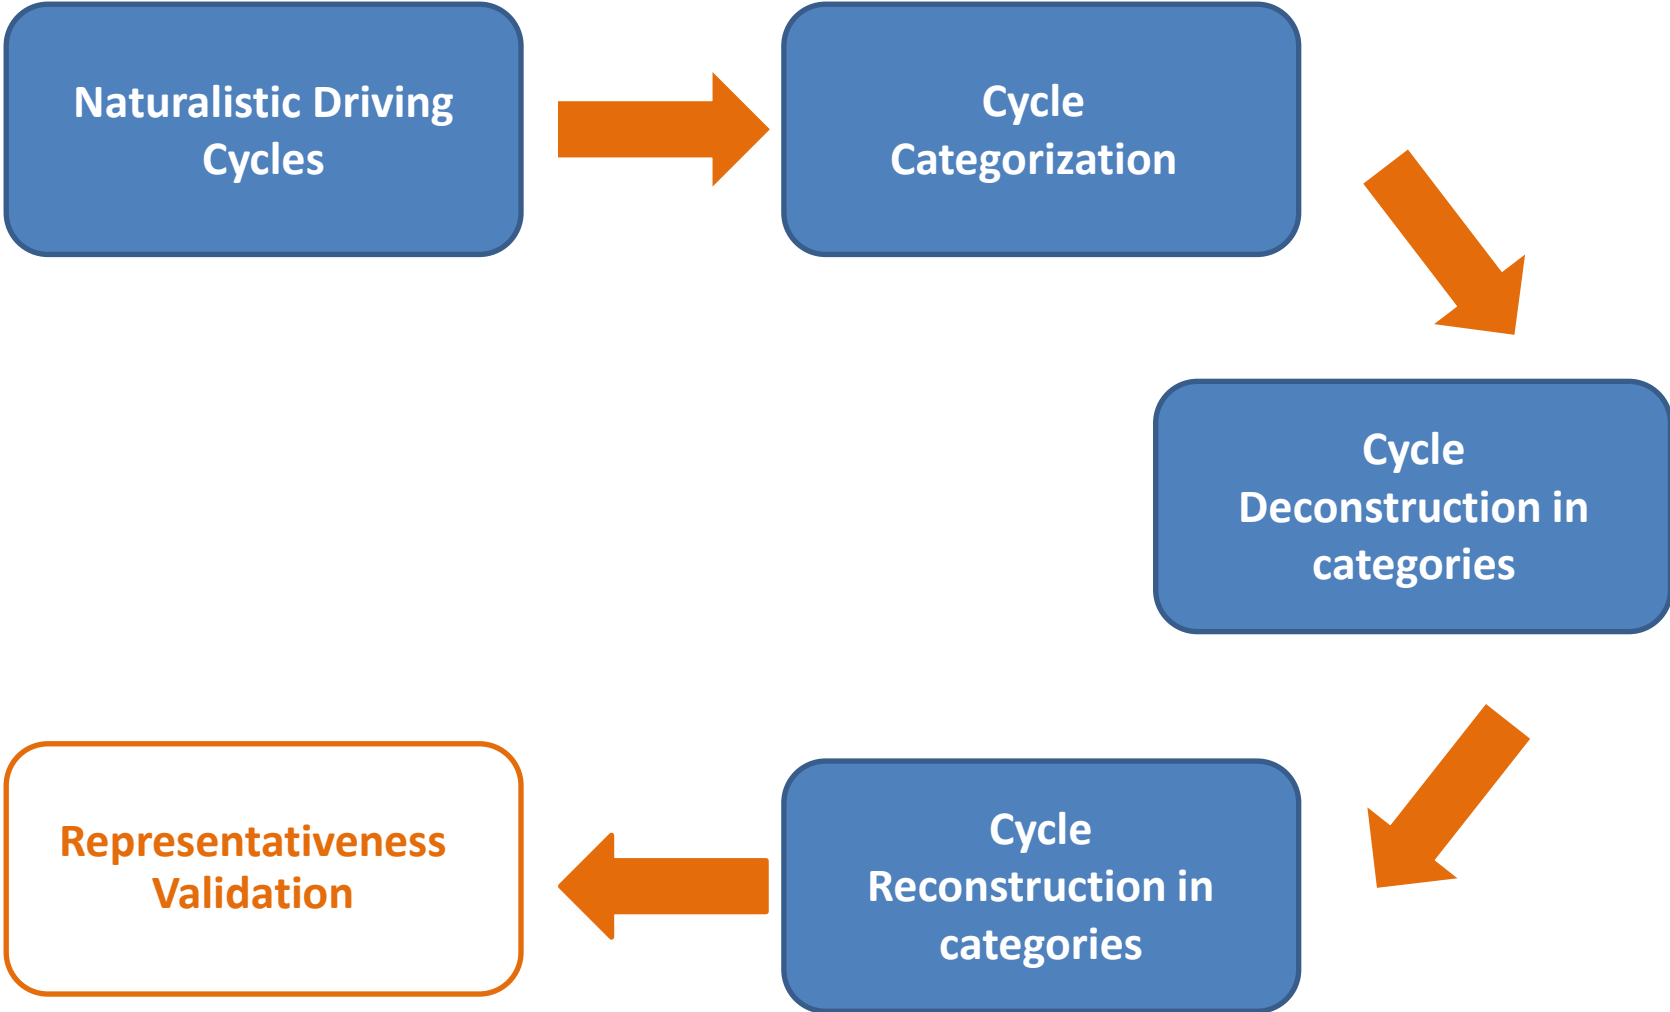 Naturalistic Driving
Cycles
Cycle
Categorization
Cycle
Deconstruction in
categories
Cycle
Reconstruction in
categories
Representativeness
Validation